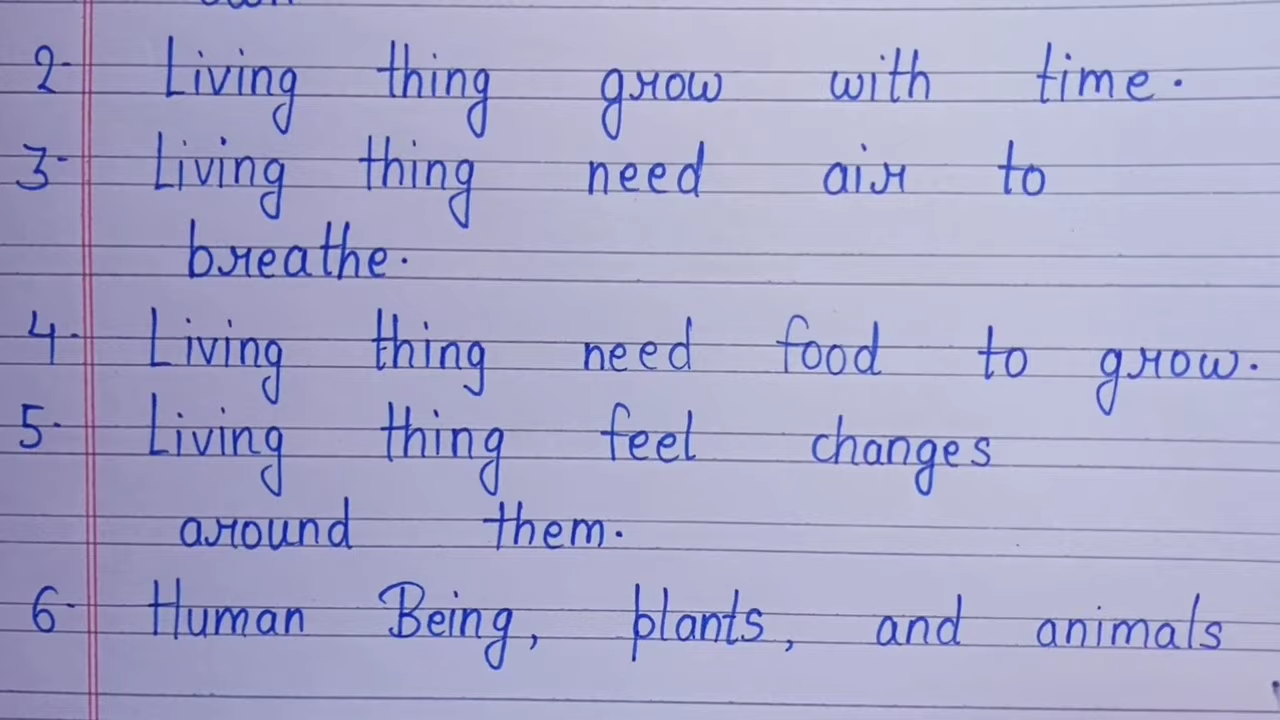 2- Living thing grow with time.
3- Living thing need air to
breathe.
4- Living thing need food to grow.
5- Living thing feel changes
around them.
6- Human Being, plants, and animals